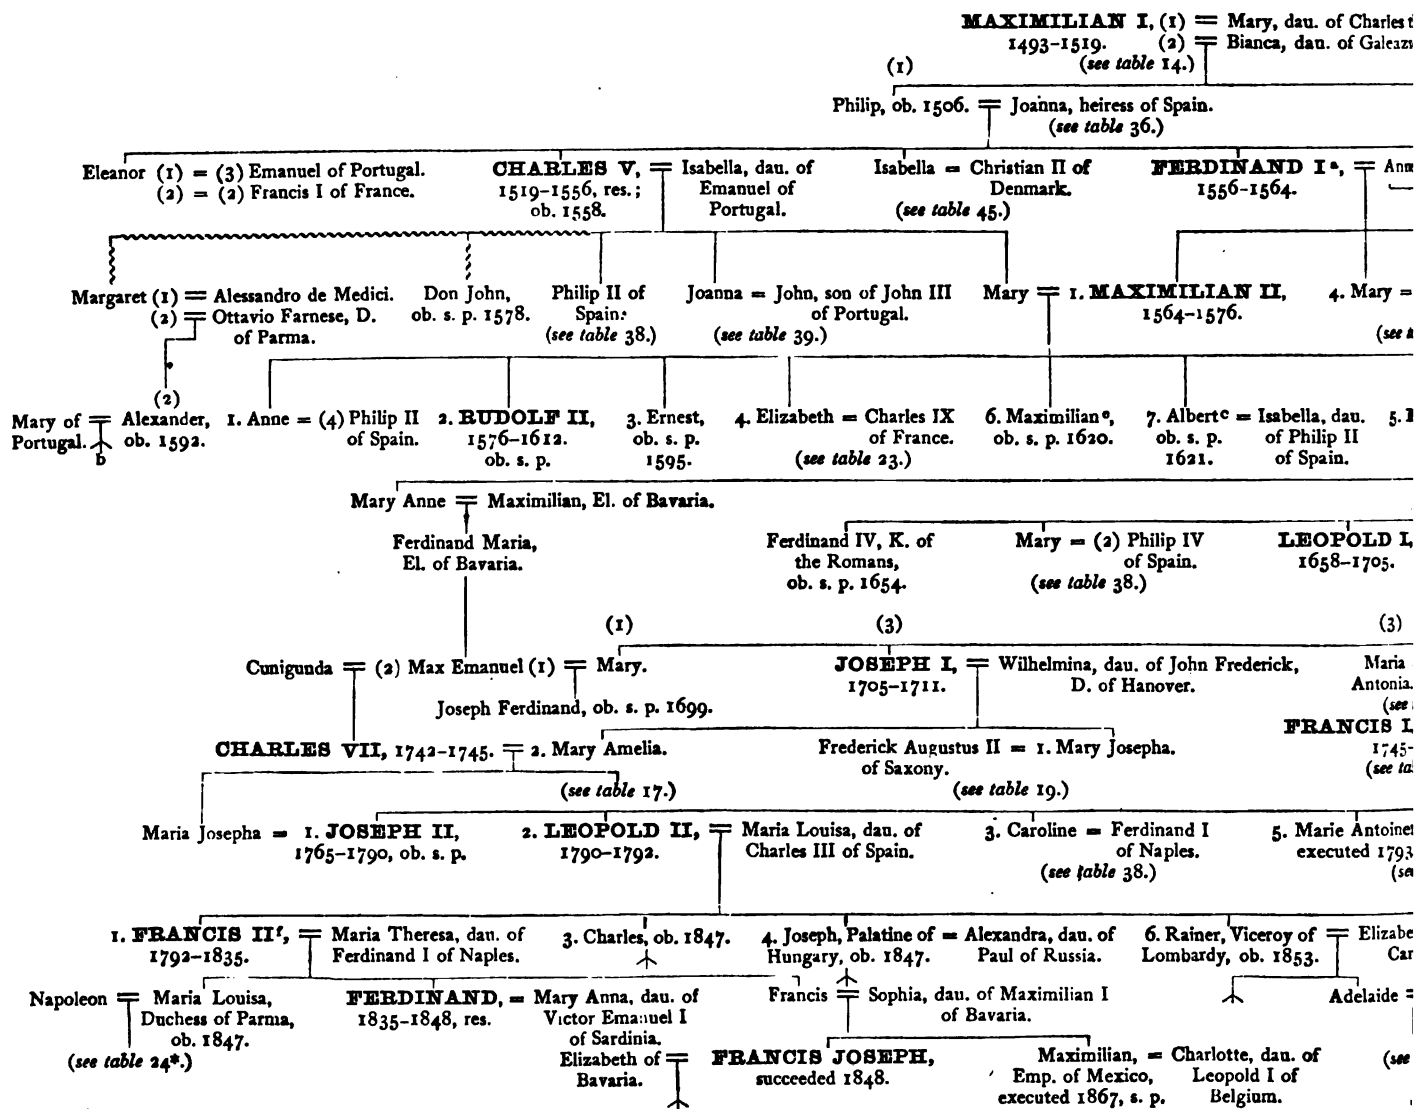 MAXIMILIAN I, (1) = Mary, dau. of Charles
1493–1519. (2) = Bianca, dau. of Galeaz
(see table 14.)
(1)
Philip, ob. 1506. = Joanna, heiress of Spain.
(see table 36.)
Eleanor (1) = (3) Emanuel of Portugal. CHARLES V, = Isabella, dau. of Isabella = Christian II of FERDINAND I a, =
(2) = (2) Francis I of France. 1519–1556, res.; Emanuel of Denmark. 1556–1564.
ob. 1558. Portugal. (see table 45.)
Margaret (1) = Alessandro de Medici. Don John, Philip II of Joanna = John, son of John III Mary = 1. MAXIMILIAN II, 4. Mary =
(2) = Ottavio Farnese, D. ob. s. p. 1578. Spain. of Portugal. 1564–1576.
of Parma. (see table 38.) (see table 39.) (see
(2)
Mary of = Alexander, 1. Anne = (4) Philip II 2. RUDOLF II, 3. Ernest, 4. Elizabeth = Charles IX 6. Maximilian c, 7. Albert c = Isabella, dau. 5.
Portugal. ob. 1592. of Spain. 1576–1612. ob. s. p. of France. ob. s. p. 1620. ob. s. p. of Philip II
b ob. s. p. 1595. (see table 23.) 1621. of Spain.
Mary Anne = Maximilian, El. of Bavaria.
Ferdinand Maria, Ferdinand IV, K. of Mary = (2) Philip IV LEOPOLD I,
El. of Bavaria. the Romans, of Spain. 1658–1705.
ob. s. p. 1654. (see table 38.)
(1) (3) (3)
Cunigunda = (2) Max Emanuel (1) = Mary. JOSEPH I, = Wilhelmina, dau. of John Frederick, Maria
1705–1711. D. of Hanover. Antonia.
Joseph Ferdinand, ob. s. p. 1699. (see
FRANCIS I,
CHARLES VII, 1742–1745. = 2. Mary Amelia. Frederick Augustus II = 1. Mary Josepha. 1745–
of Saxony. (see
(see table 17.) (see table 19.)
Maria Josepha = 1. JOSEPH II, 2. LEOPOLD II, = Maria Louisa, dau. of 3. Caroline = Ferdinand I 5. Marie Antoine
1765–1790, ob. s. p. 1790–1792. Charles III of Spain. of Naples. executed 1793
(see table 38.) (se
1. FRANCIS II f, = Maria Theresa, dau. of 3. Charles, ob. 1847. 4. Joseph, Palatine of = Alexandra, dau. of 6. Rainer, Viceroy of = Elizabe
1792–1835. Ferdinand I of Naples. Hungary, ob. 1847. Paul of Russia. Lombardy, ob. 1853. Car
Napoleon = Maria Louisa, FERDINAND, = Mary Anna, dau. of Francis = Sophia, dau. of Maximilian I Adelaide =
Duchess of Parma, 1835–1848, res. Victor Emanuel I of Bavaria.
ob. 1847. of Sardinia.
(see table 24*.) Elizabeth of = FRANCIS JOSEPH, Maximilian, = Charlotte, dau. of (see
Bavaria. succeeded 1848. Emp. of Mexico, Leopold I of
executed 1867, s. p. Belgium.